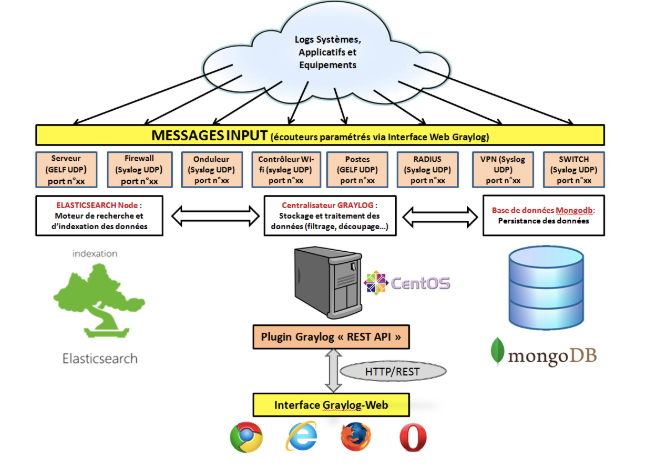 Logs Systèmes,
Applicatifs et
Equipements
MESSAGES INPUT (écouteurs paramétrés via Interface Web Graylog)
Serveur
(GELF UDP)
port n°xx
Firewall
(Syslog UDP)
port n°xx
Onduleur
(Syslog UDP)
port n°xx
Contrôleur Wi-
fi (syslog UDP)
port n°xx
Postes
(GELF UDP)
port n°xx
RADIUS
(Syslog UDP)
port n°xx
VPN (Syslog
UDP)
port n°xx
SWITCH
(Syslog UDP)
port n°xx
ELASTICSEARCH Node :
Moteur de recherche et
d'indexation des données
Centralisateur GRAYLOG :
Stockage et traitement des
données (filtrage, découpage...)
Base de données Mongodb:
Persistance des données
indexation
Elasticsearch
CentOS
mongoDB
Plugin Graylog « REST API »
HTTP/REST
Interface Graylog-Web